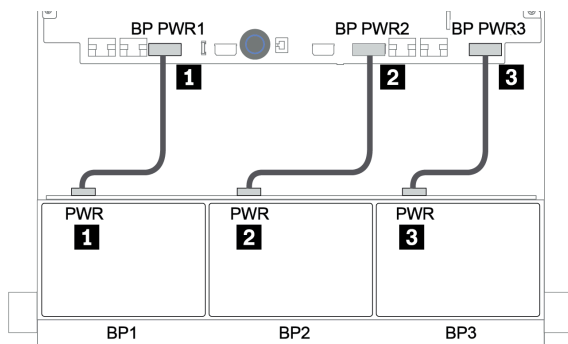 BP PWR1 BP PWR2 BP PWR3
1 2 3
PWR PWR PWR
1 2 3
BP1 BP2 BP3